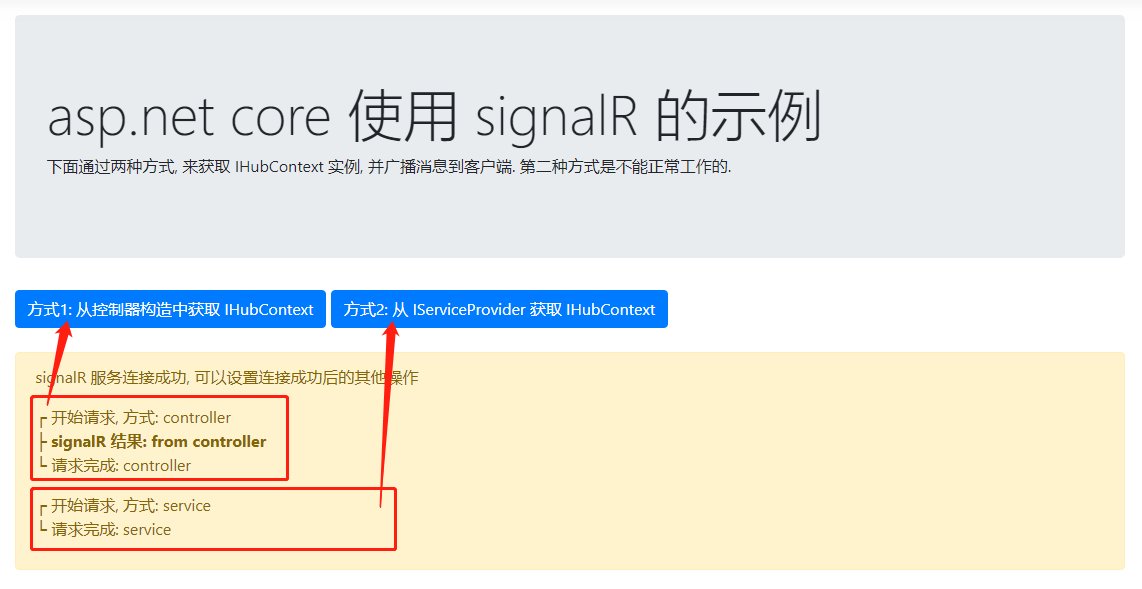 asp.net core 使用 signalR 的示例
下面通过两种方式, 来获取 IHubContext 实例, 并广播消息到客户端. 第二种方式是不能正常工作的.
方式1: 从控制器构造中获取 IHubContext
方式2: 从 IServiceProvider 获取 IHubContext
signalR 服务连接成功, 可以设置连接成功后的其他操作
┌ 开始请求, 方式: controller
├ signalR 结果: from controller
└ 请求完成: controller
┌ 开始请求, 方式: service
└ 请求完成: service